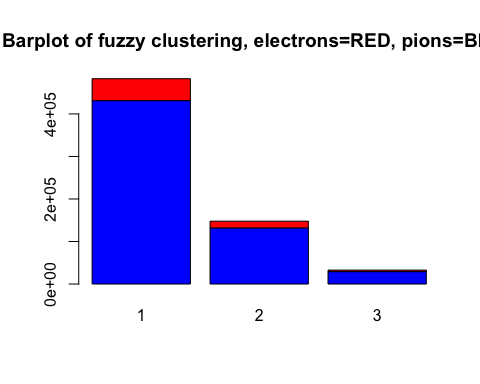 Barplot of fuzzy clustering, electrons=RED, pions=Bl
4e+05
2e+05
0e+00
1 2 3